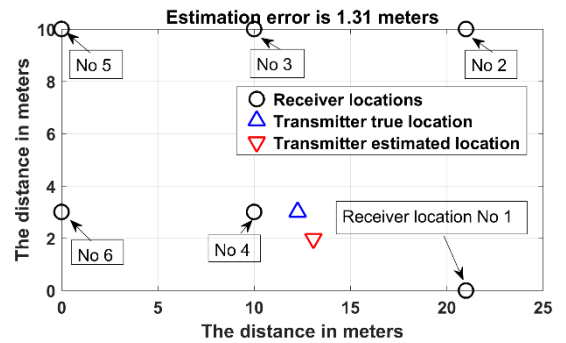 Estimation error is 1.31 meters
The distance in meters
10
8
6
4
2
0
No 5
No 3
No 2
Receiver locations
Transmitter true location
Transmitter estimated location
Receiver location No 1
No 6
No 4
0
5
10
15
20
25
The distance in meters